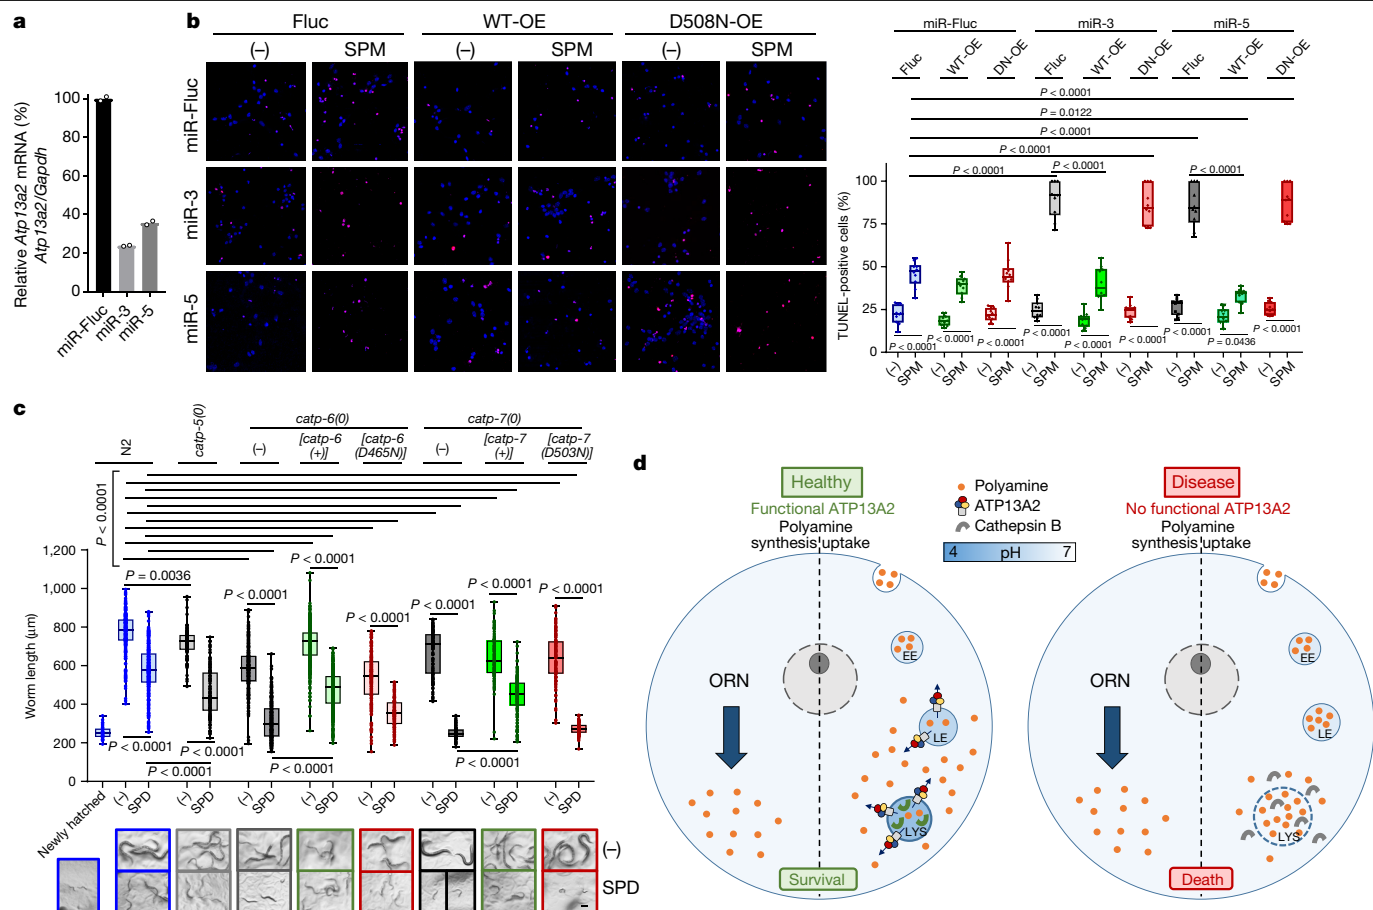 a
Relative Atp13a2 mRNA (%)
Atp13a2/Gapdh
100
80
60
40
20
0
miR-Fluc
miR-3
miR-5
b
Fluc
WT-OE
D508N-OE
(–)
SPM
(–)
SPM
(–)
SPM
miR-Fluc
miR-3
miR-5
miR-Fluc
miR-3
miR-5
Fluc
WT-OE
DN-OE
Fluc
WT-OE
DN-OE
Fluc
WT-OE
DN-OE
P < 0.0001
P = 0.0122
P < 0.0001
P < 0.0001
P < 0.0001
P < 0.0001
P < 0.0001
TUNEL-positive cells (%)
100
75
50
25
0
P < 0.0001
P < 0.0001
P < 0.0001
P < 0.0001
P < 0.0001
P < 0.0001
P < 0.0001
P = 0.0436
P < 0.0001
(–)
SPM
(–)
SPM
(–)
SPM
(–)
SPM
(–)
SPM
(–)
SPM
(–)
SPM
(–)
SPM
(–)
SPM
c
N2
catp-5(0)
catp-6(0)
catp-7(0)
(–)
[catp-6
(+)]
[catp-6
(D465N)]
(–)
[catp-7
(+)]
[catp-7
(D503N)]
P < 0.0001
Worm length (μm)
1,200
1,000
800
600
400
200
0
P = 0.0036
P < 0.0001
P < 0.0001
P < 0.0001
P < 0.0001
P < 0.0001
P < 0.0001
P < 0.0001
P < 0.0001
P < 0.0001
P < 0.0001
P < 0.0001
Newly hatched
(–)
SPD
(–)
SPD
(–)
SPD
(–)
SPD
(–)
SPD
(–)
SPD
(–)
SPD
(–)
SPD
(–)
SPD
d
Healthy
Functional ATP13A2
Polyamine
synthesis uptake
Polyamine
ATP13A2
Cathepsin B
4 pH 7
Disease
No functional ATP13A2
Polyamine
synthesis uptake
EE
ORN
LE
LYS
Survival
EE
ORN
LE
LYS
Death